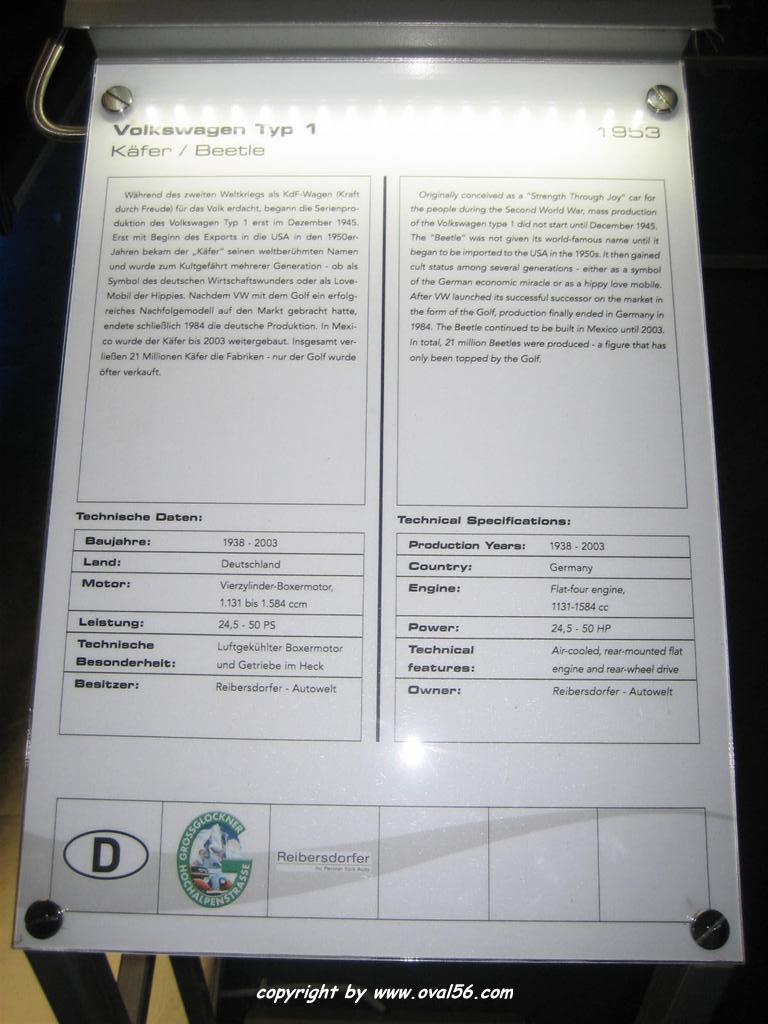 Volkswagen Typ 1
1953
Käfer / Beetle
Während des zweiten Weltkriegs als KdF-Wagen (Kraft
durch Freude) für das Volk erdacht, begann die Serienpro-
duktion des Volkswagen Typ 1 erst im Dezember 1945.
Erst mit Beginn des Exports in die USA in den 1950er-
Jahren bekam der „Käfer" seinen weltberühmten Namen
und wurde zum Kultgefährt mehrerer Generation - ob als
Symbol des deutschen Wirtschaftswunders oder als Love-
Mobil der Hippies. Nachdem VW mit dem Golf ein erfolg-
reiches Nachfolgemodell auf den Markt gebracht hatte,
endete schließlich 1984 die deutsche Produktion. In Mexi-
co wurde der Käfer bis 2003 weitergebaut. Insgesamt ver-
ließen 21 Millionen Käfer die Fabriken - nur der Golf wurde
öfter verkauft.
Originally conceived as a "Strength Through Joy" car for
the people during the Second World War, mass production
of the Volkswagen type 1 did not start until December 1945.
The "Beetle" was not given its world-famous name until it
began to be imported to the USA in the 1950s. It then gained
cult status among several generations - either as a symbol
of the German economic miracle or as a hippy love mobile.
After VW launched its successful successor on the market in
the form of the Golf, production finally ended in Germany in
1984. The Beetle continued to be built in Mexico until 2003.
In total, 21 million Beetles were produced - a figure that has
only been topped by the Golf.
Technische Daten:
Baujahre: 1938 - 2003
Land: Deutschland
Motor: Vierzylinder-Boxermotor,
1.131 bis 1.584 ccm
Leistung: 24,5 - 50 PS
Technische Luftgekühlter Boxermotor
Besonderheit: und Getriebe im Heck
Besitzer: Reibersdorfer - Autowelt
Technical Specifications:
Production Years: 1938 - 2003
Country: Germany
Engine: Flat-four engine,
1131-1584 cc
Power: 24,5 - 50 HP
Technical Air-cooled, rear-mounted flat
features: engine and rear-wheel drive
Owner: Reibersdorfer - Autowelt
D
GROSSGLOCKNER
HOCHALPENSTRASSE
Reibersdorfer
copyright by www.oval56.com